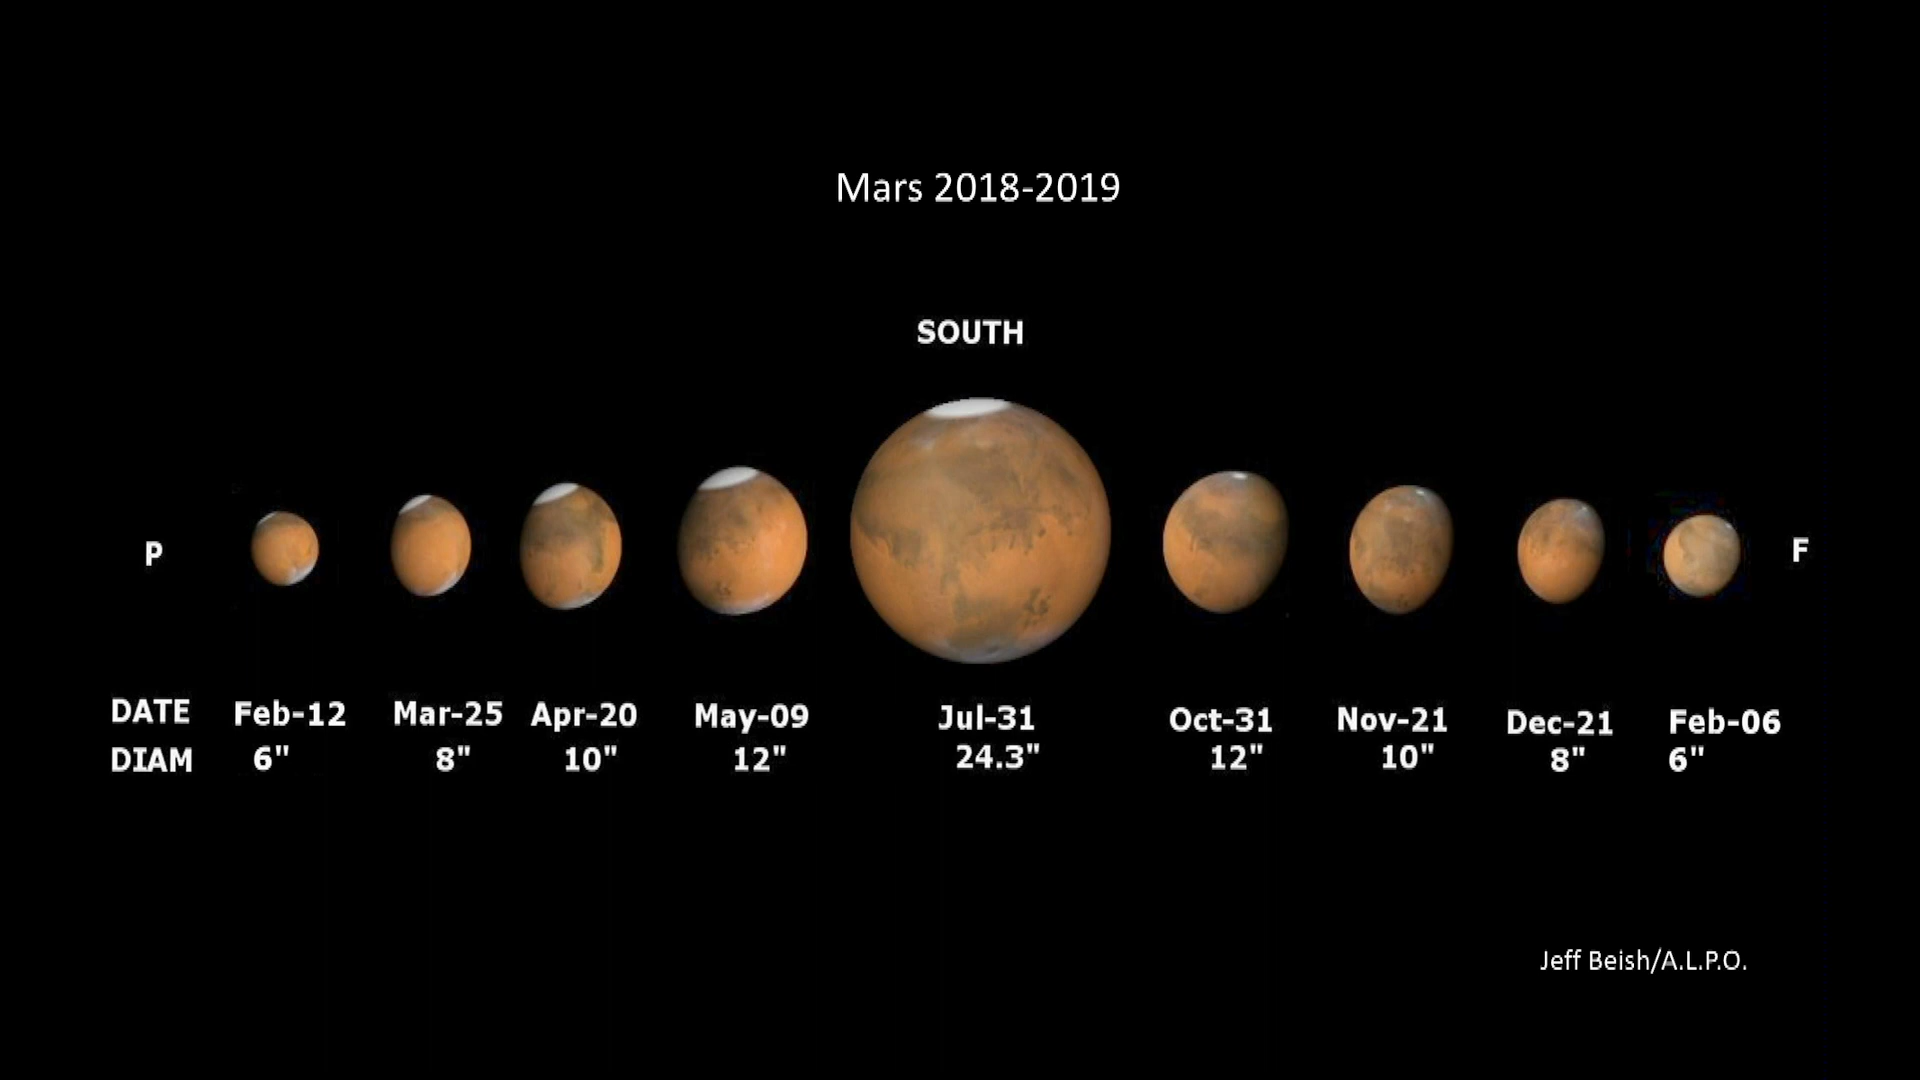 Mars 2018-2019
SOUTH
P
F
DATE Feb-12 Mar-25 Apr-20 May-09 Jul-31 Oct-31 Nov-21 Dec-21 Feb-06
DIAM 6" 8" 10" 12" 24.3" 12" 10" 8" 6"
Jeff Beish/A.L.P.O.